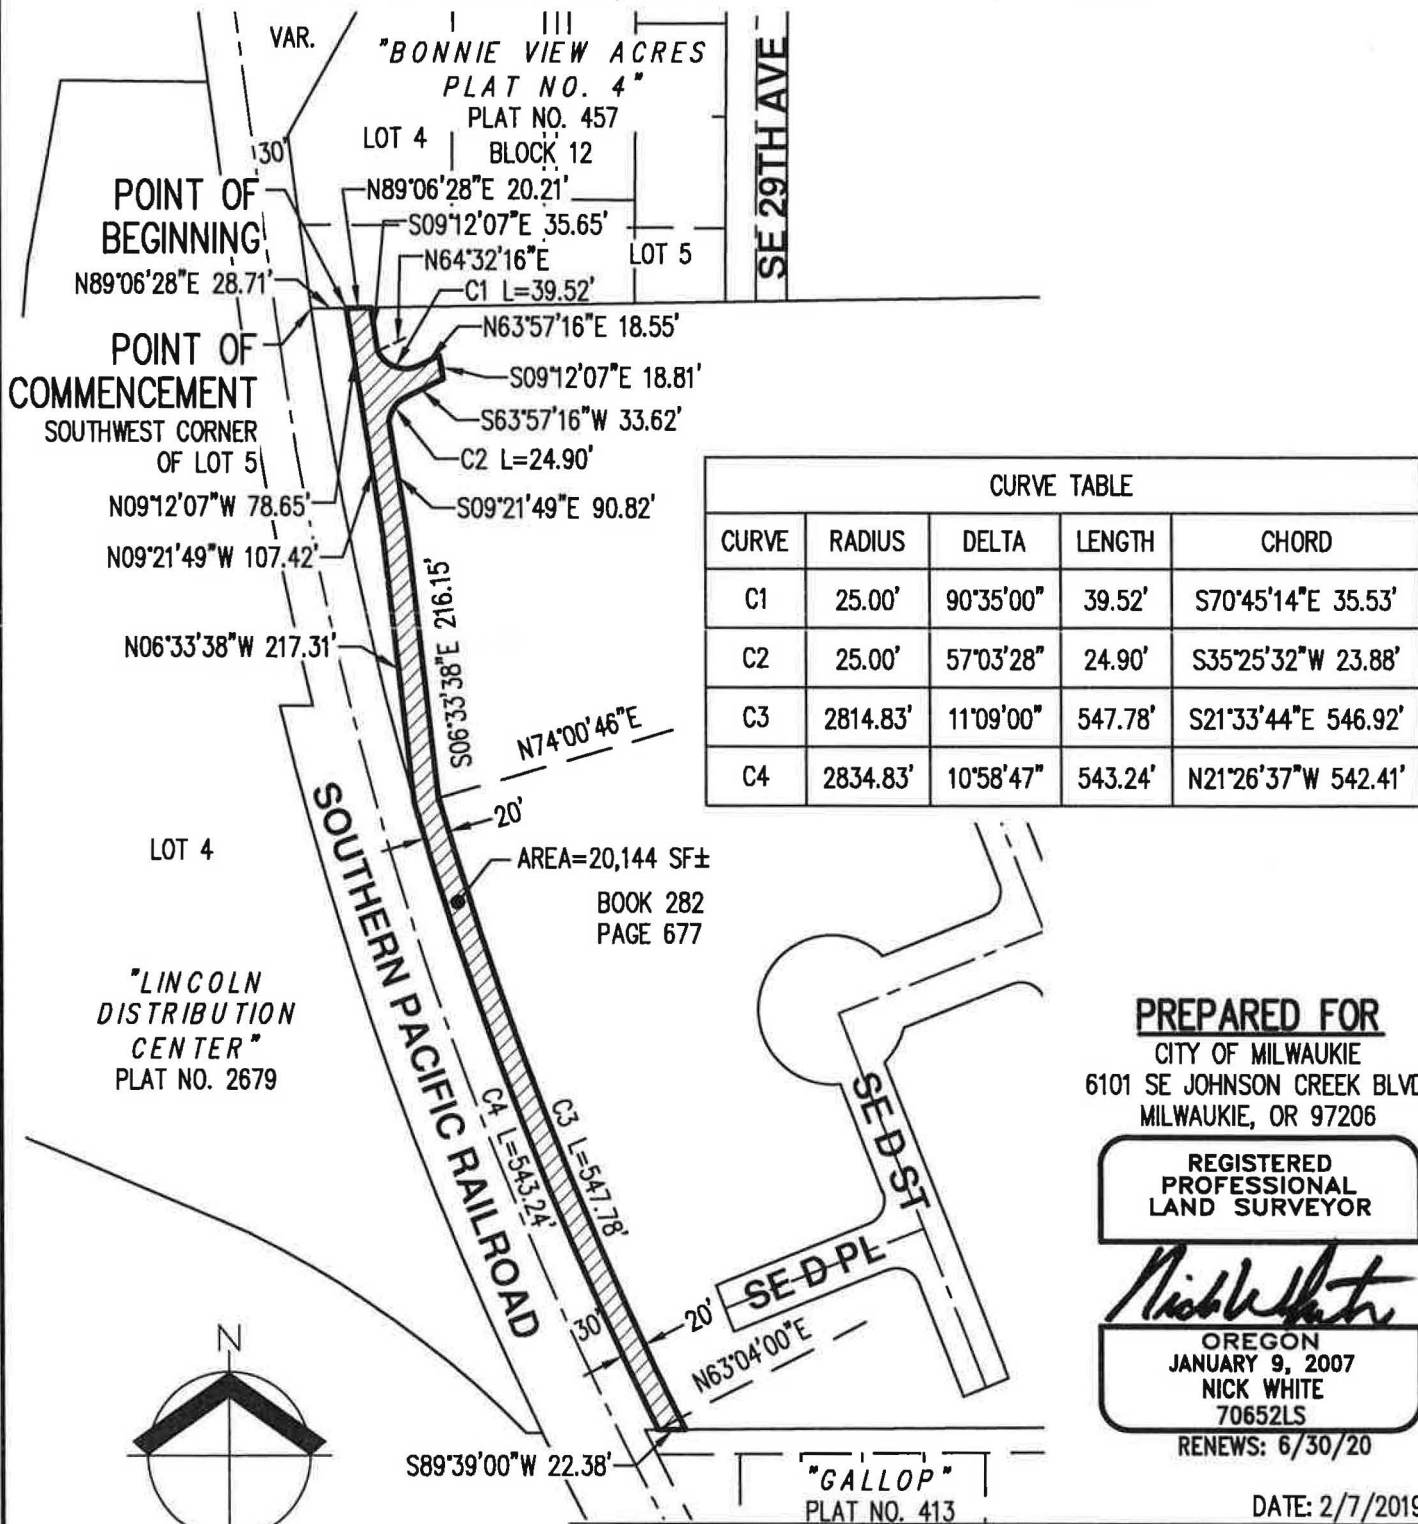 VAR.
"BONNIE VIEW ACRES
PLAT NO. 4"
PLAT NO. 457
BLOCK 12
LOT 4
30'
SE 29TH AVE
POINT OF
BEGINNING
N89°06'28"E 20.21'
S09°12'07"E 35.65'
N64°32'16"E
LOT 5
N89°06'28"E 28.71'
C1 L=39.52'
N63°57'16"E 18.55'
POINT OF
COMMENCEMENT
SOUTHWEST CORNER
OF LOT 5
S09°12'07"E 18.81'
S63°57'16"W 33.62'
C2 L=24.90'
N09°12'07"W 78.65'
S09°21'49"E 90.82'
N09°21'49"W 107.42'
N06°33'38"W 217.31'
S06°33'38"E 216.15'
N74°00'46"E
20'
CURVE TABLE
CURVE RADIUS DELTA LENGTH CHORD
C1 25.00' 90°35'00" 39.52' S70°45'14"E 35.53'
C2 25.00' 57°03'28" 24.90' S35°25'32"W 23.88'
C3 2814.83' 11°09'00" 547.78' S21°33'44"E 546.92'
C4 2834.83' 10°58'47" 543.24' N21°26'37"W 542.41'
LOT 4
AREA=20,144 SF±
BOOK 282
PAGE 677
SOUTHERN PACIFIC RAILROAD
"LINCOLN
DISTRIBUTION
CENTER"
PLAT NO. 2679
C4 L=543.24'
C3 L=547.78'
SE D ST
SE D PL
30'
20'
N63°04'00"E
N
S89°39'00"W 22.38'
"GALLOP"
PLAT NO. 413
PREPARED FOR
CITY OF MILWAUKIE
6101 SE JOHNSON CREEK BLVD
MILWAUKIE, OR 97206
REGISTERED
PROFESSIONAL
LAND SURVEYOR
Nick White
OREGON
JANUARY 9, 2007
NICK WHITE
70652LS
RENEWS: 6/30/20
DATE: 2/7/2019